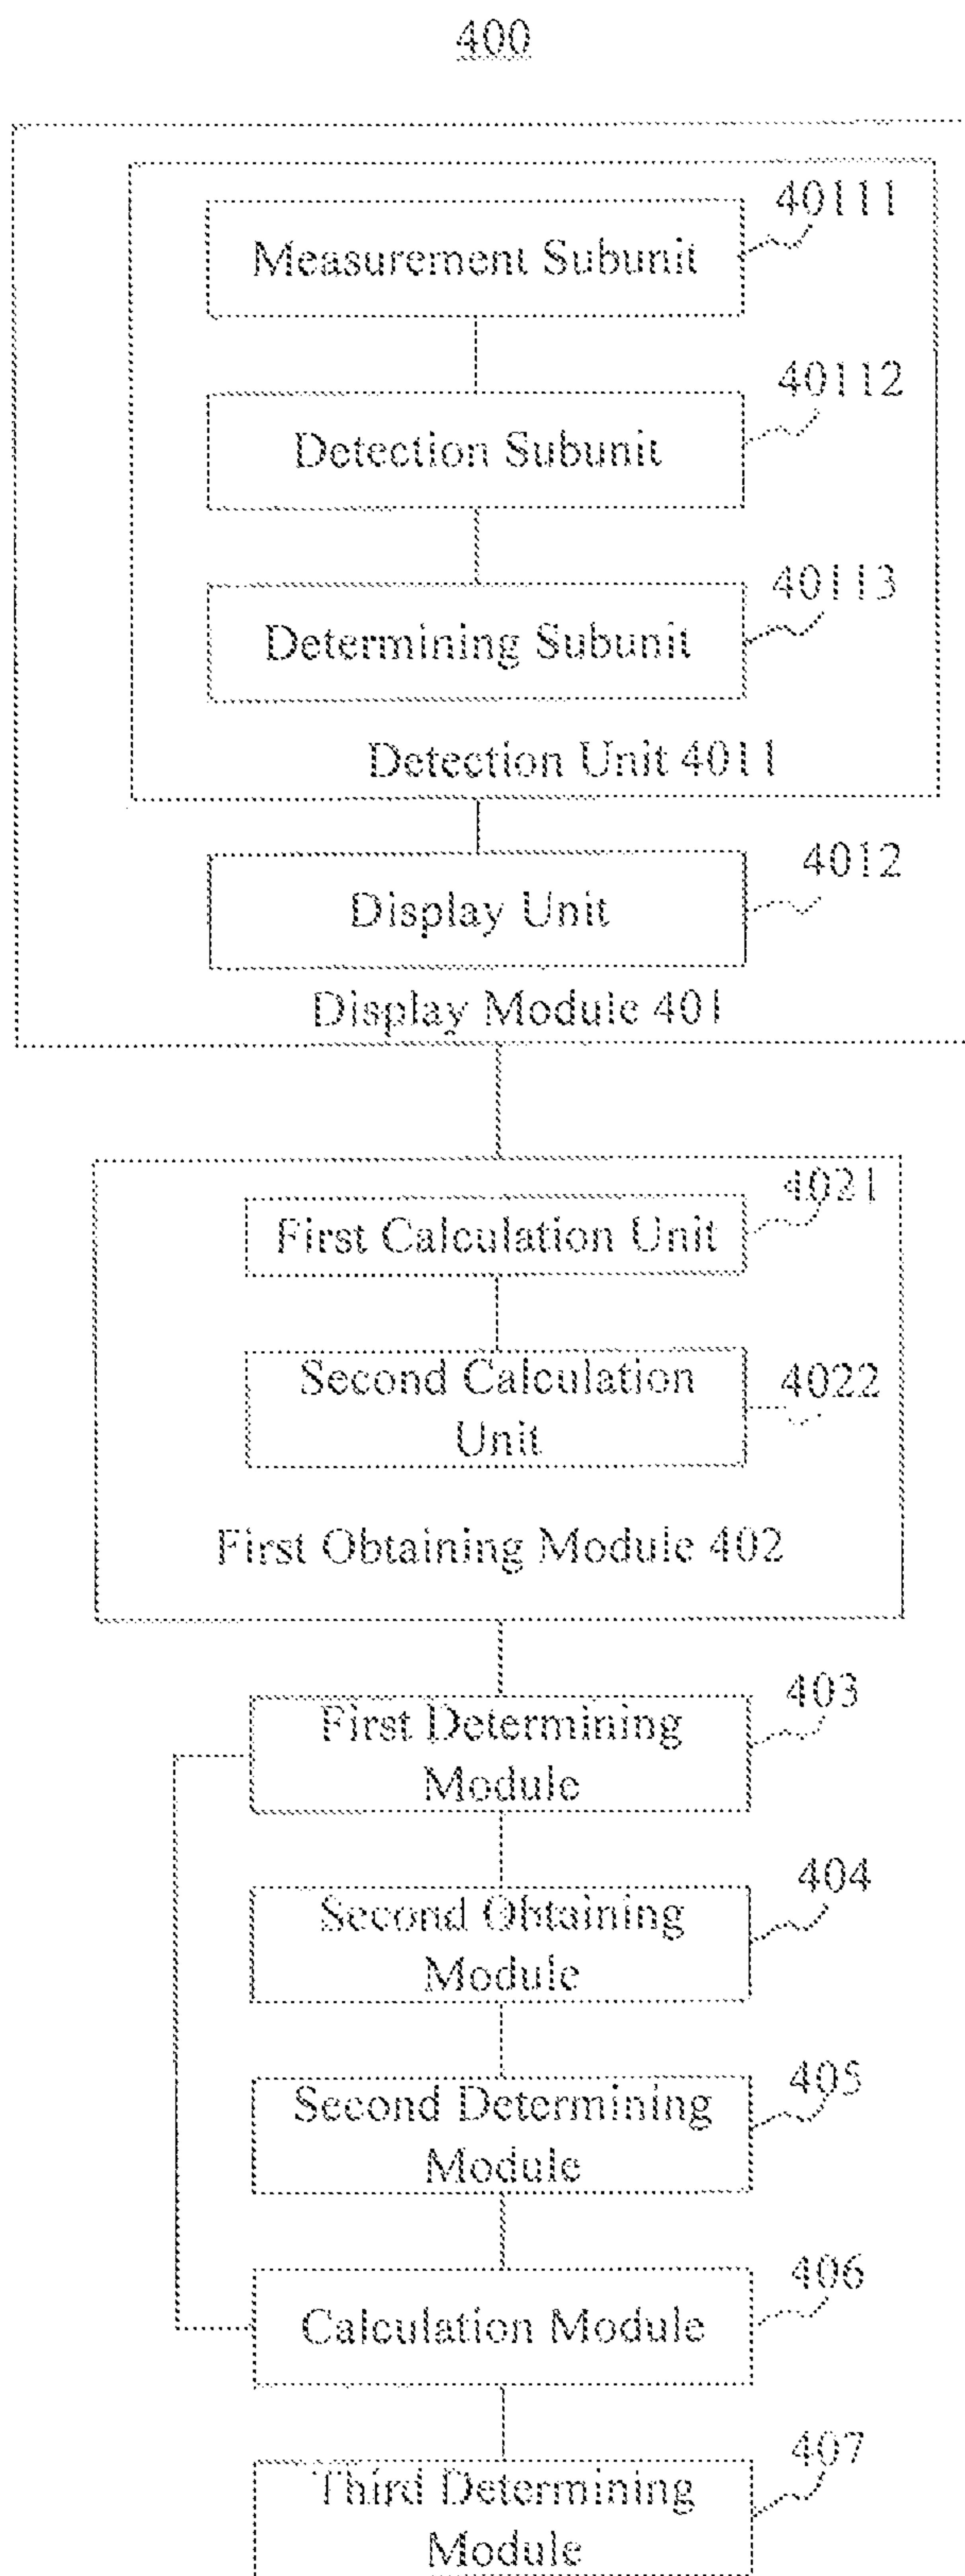 400
40111
Measurement Subunit
40112
Detection Subunit
40113
Determining Subunit
Detection Unit 4011
4012
Display Unit
Display Module 401
4021
First Calculation Unit
Second Calculation
4022
Unit
First Obtaining Module 402
403
First Determining
Module
404
Second Obtaining
Module
405
Second Determining
Module
406
Calculation Module
407
Third Determining
Module